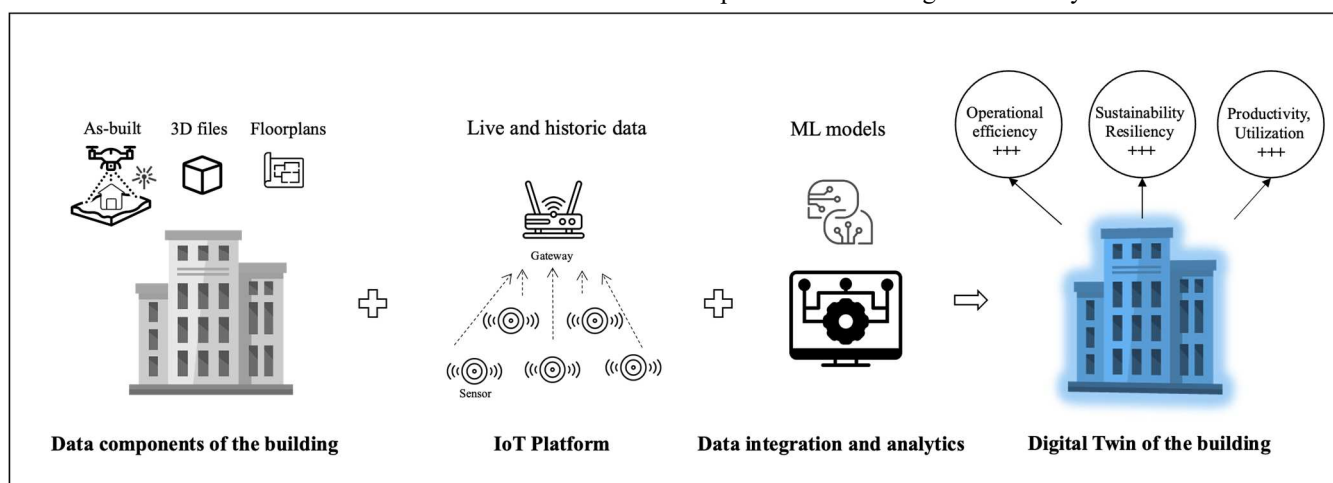 As-built
3D files
Floorplans
Live and historic data
Gateway
Sensor
ML models
Operational
efficiency
+++
Sustainability
Resiliency
+++
Productivity,
Utilization
+++
Data components of the building
IoT Platform
Data integration and analytics
Digital Twin of the building